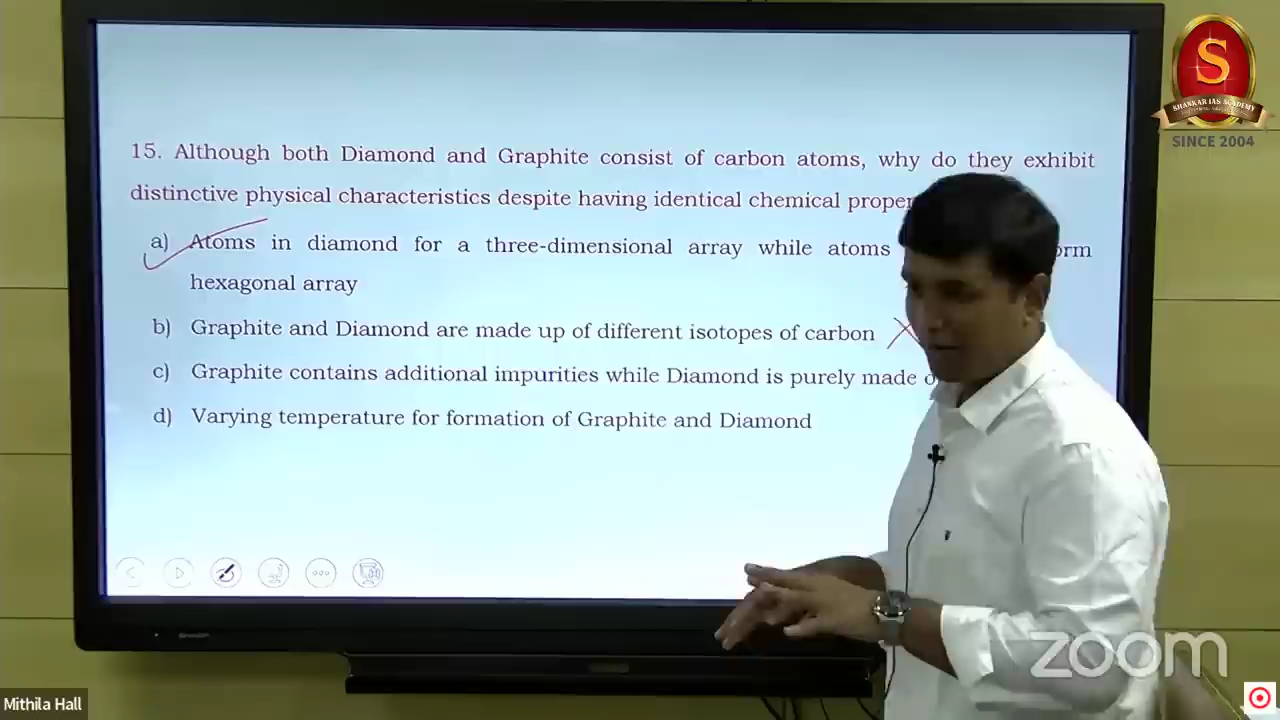 15. Although both Diamond and Graphite consist of carbon atoms, why do they exhibit
distinctive physical characteristics despite having identical chemical
a) Atoms in diamond for a three-dimensional array while atoms
hexagonal array
b) Graphite and Diamond are made up of different isotopes of carbon
c) Graphite contains additional impurities while Diamond is purely made
d) Varying temperature for formation of Graphite and Diamond
S
SHANKAR IAS ACADEMY
SINCE 2004
zoom
Mithila Hall